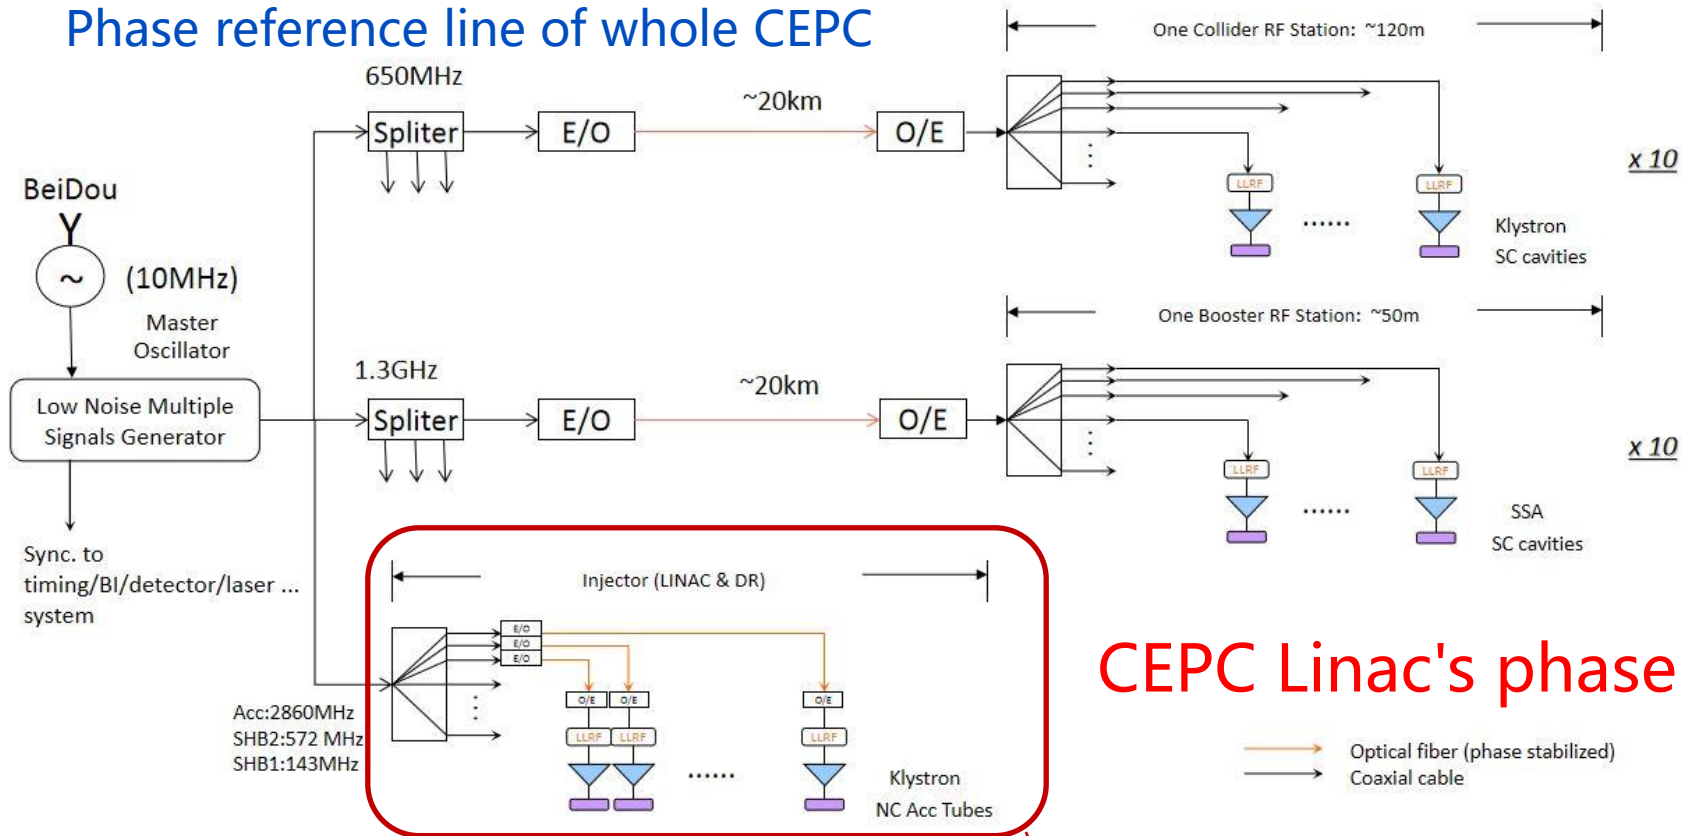 Phase reference line of whole CEPC
One Collider RF Station: ~120m
650MHz
~20km
Spliter
E/O
O/E
x 10
LLRF
LLRF
......
Klystron
SC cavities
BeiDou
~
(10MHz)
Master
Oscillator
One Booster RF Station: ~50m
1.3GHz
~20km
Low Noise Multiple
Signals Generator
Spliter
E/O
O/E
x 10
LLRF
LLRF
......
SSA
SC cavities
Sync. to
timing/BI/detector/laser ...
system
Injector (LINAC & DR)
E/O
E/O
E/O
CEPC Linac's phase
Acc:2860MHz
SHB2:572 MHz
SHB1:143MHz
O/E
O/E
O/E
LLRF
LLRF
LLRF
......
Klystron
NC Acc Tubes
Optical fiber (phase stabilized)
Coaxial cable